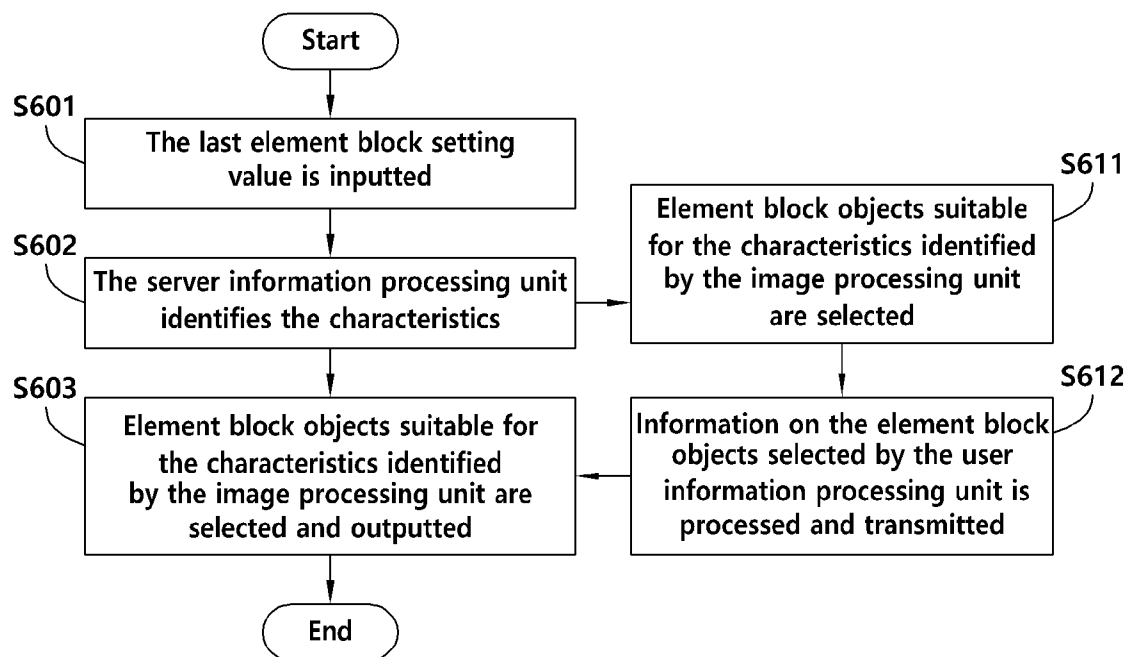 Start
S601
The last element block setting
value is inputted
S602
The server information processing unit
identifies the characteristics
S611
Element block objects suitable
for the characteristics identified
by the image processing unit
are selected
S603
Element block objects suitable for
the characteristics identified
by the image processing unit are
selected and outputted
S612
Information on the element block
objects selected by the user
information processing unit is
processed and transmitted
End